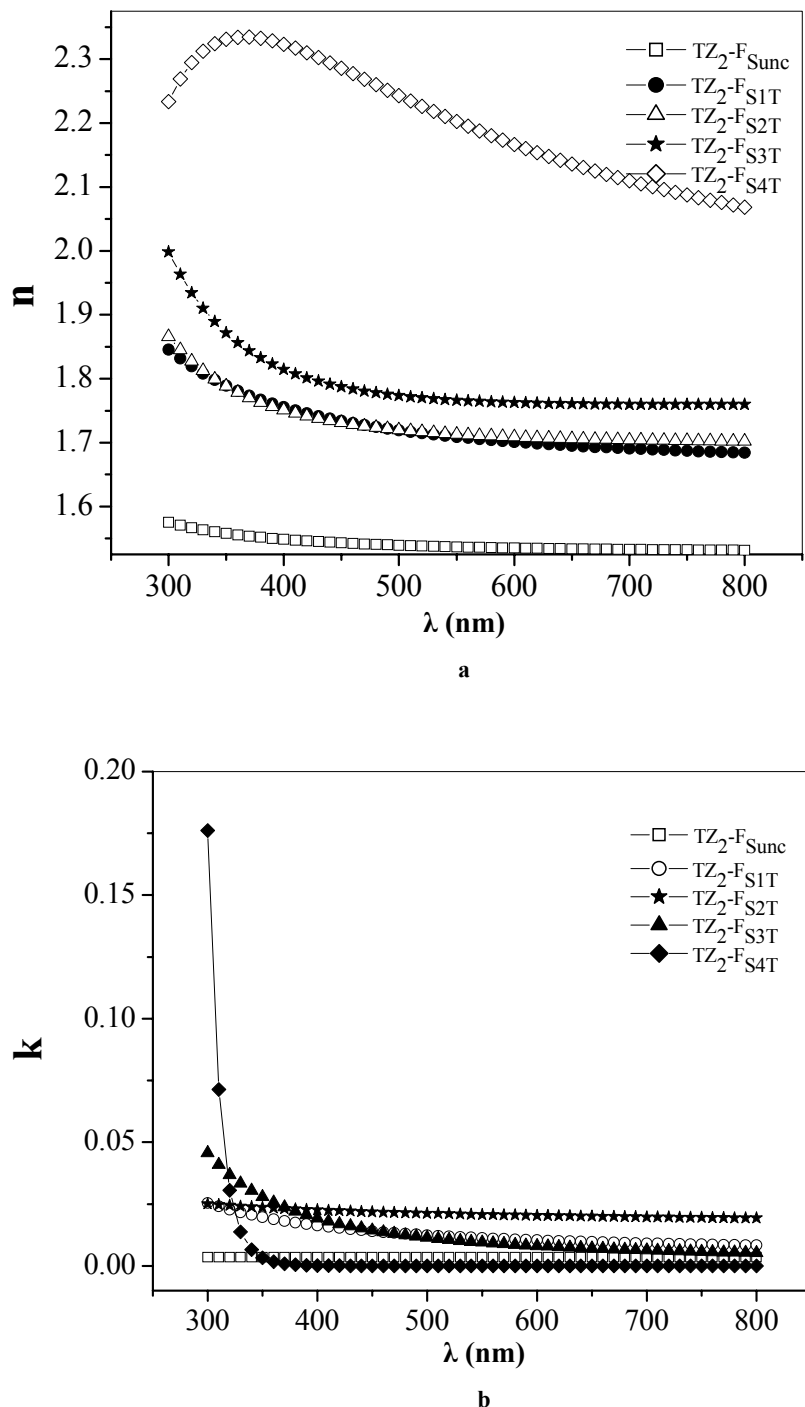 2.3
2.2
2.1
2.0
1.9
1.8
1.7
1.6
n
TZ2-FSunc
TZ2-FS1T
TZ2-FS2T
TZ2-FS3T
TZ2-FS4T
300 400 500 600 700 800
λ (nm)
a
0.20
0.15
0.10
0.05
0.00
k
TZ2-FSunc
TZ2-FS1T
TZ2-FS2T
TZ2-FS3T
TZ2-FS4T
300 400 500 600 700 800
λ (nm)
b